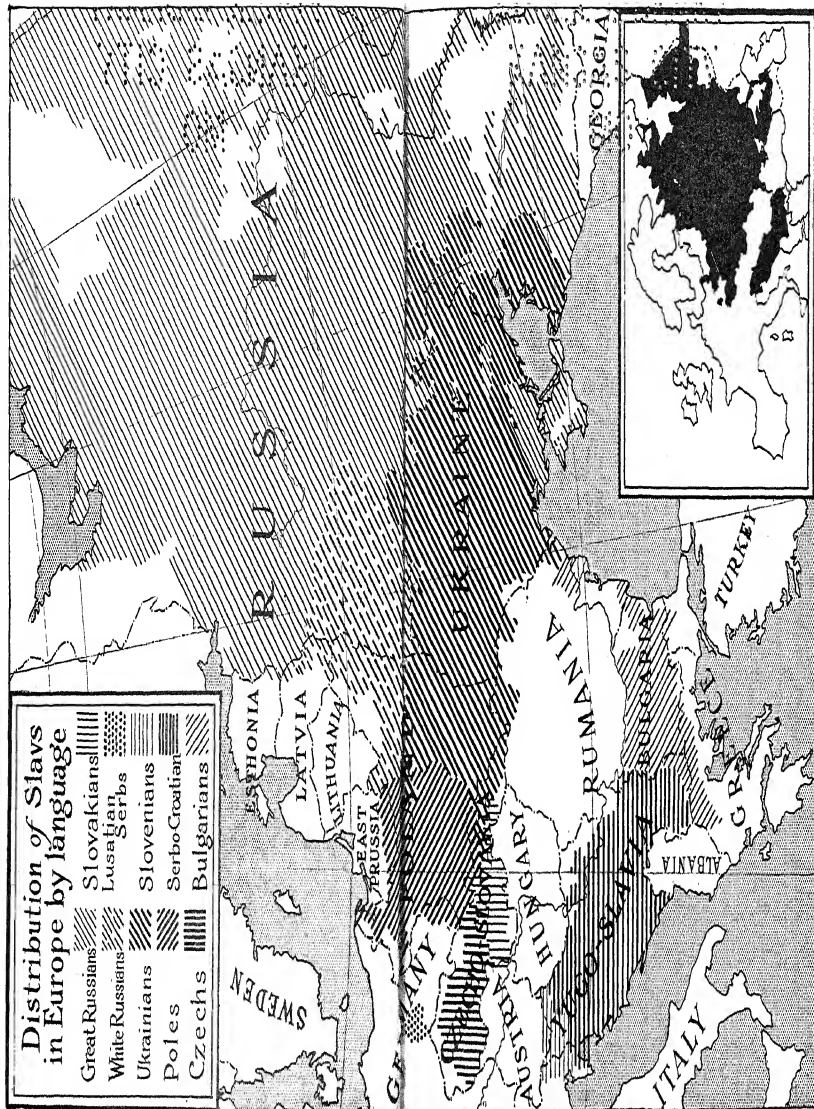 Distribution of Slavs
in Europe by language
Great Russians
White Russians
Ukrainians
Poles
Czechs
Slovakians
Lusatian
Serbs
Slovenians
Serbo Croatian
Bulgarians
RUSSIA
UKRAINE
GEORGIA
SWEDEN
ESTHONIA
LATVIA
LITHUANIA
EAST
PRUSSIA
POLAND
GERMANY
AUSTRIA
HUNGARY
RUMANIA
YUGO-SLAVIA
BULGARIA
ALBANIA
GREECE
TURKEY
ITALY